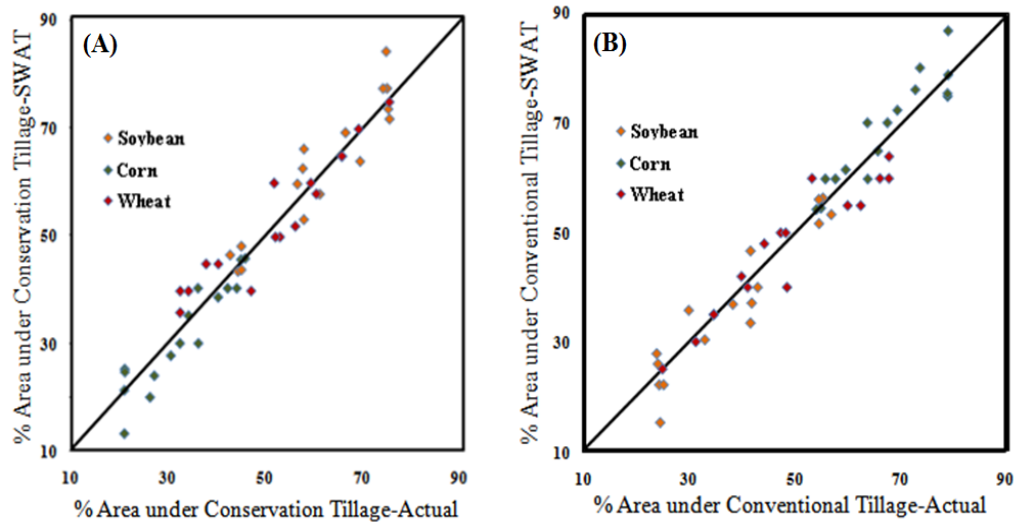 (A)
% Area under Conservation Tillage-SWAT
90
70
50
30
10
Soybean
Corn
Wheat
10 30 50 70 90
% Area under Conservation Tillage-Actual
(B)
% Area under Conventional Tillage-SWAT
90
70
50
30
10
Soybean
Corn
Wheat
10 30 50 70 90
% Area under Conventional Tillage-Actual